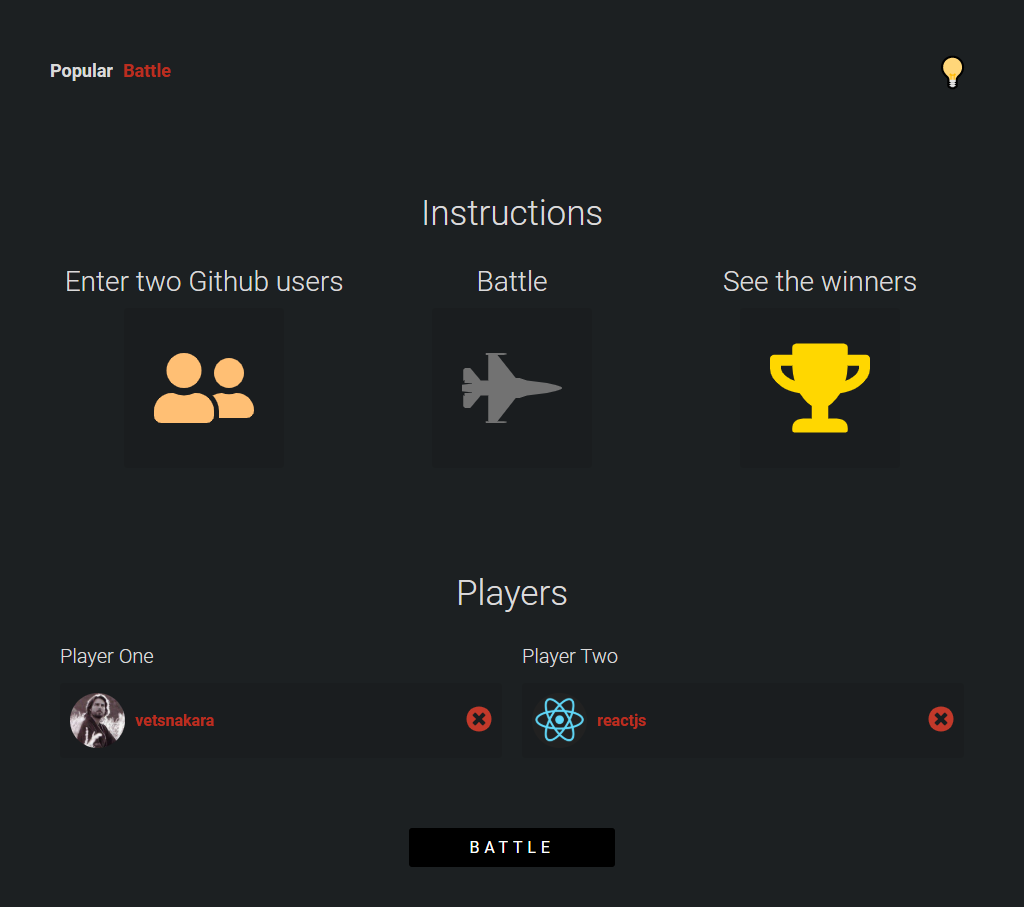 Popular Battle
Instructions
Enter two Github users
Battle
See the winners
Players
Player One
Player Two
vetsnakara
reactjs
BATTLE